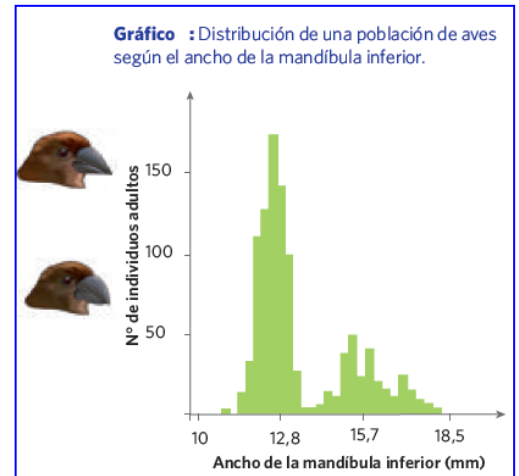 Gráfico : Distribución de una población de aves
según el ancho de la mandíbula inferior.
N° de individuos adultos
150
100
50
10 12,8 15,7 18,5
Ancho de la mandíbula inferior (mm)